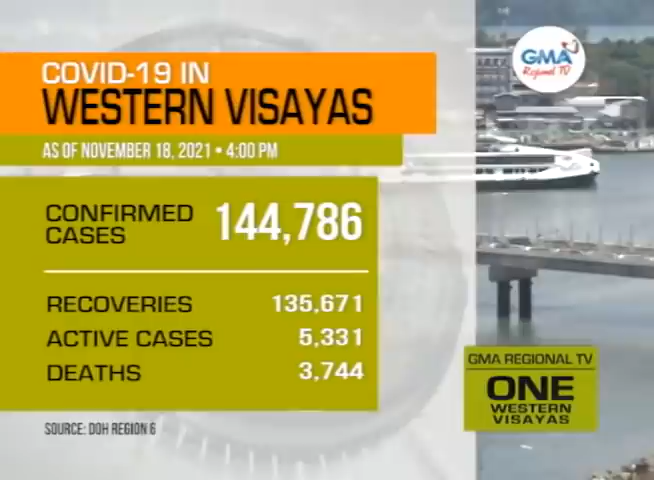 COVID-19 IN
WESTERN VISAYAS
AS OF NOVEMBER 18, 2021 • 4:00 PM
CONFIRMED CASES 144,786
RECOVERIES 135,671
ACTIVE CASES 5,331
DEATHS 3,744
SOURCE: DOH REGION 6
GMA
Regional TV
GMA REGIONAL TV
ONE
WESTERN
VISAYAS